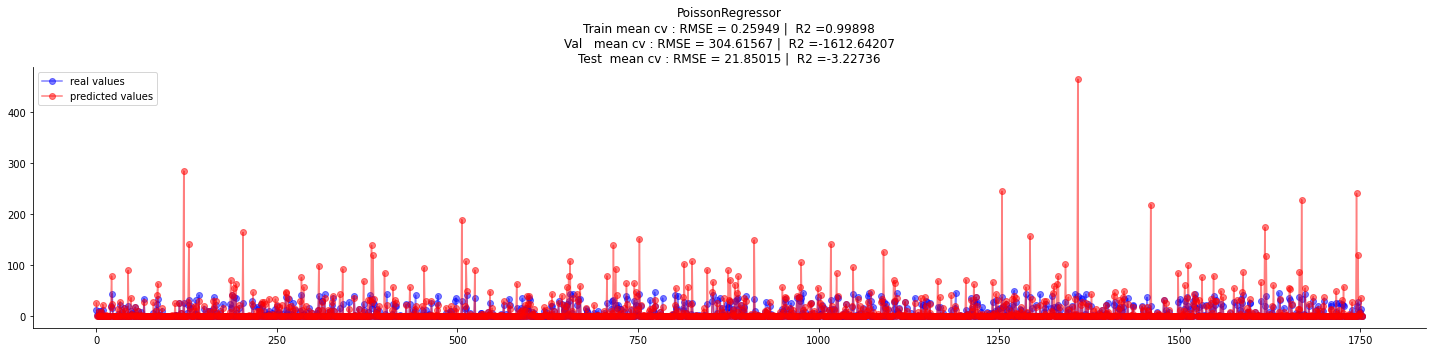 PoissonRegressor
Train mean cv : RMSE = 0.25949 | R2 =0.99898
Val mean cv : RMSE = 304.61567 | R2 =-1612.64207
Test mean cv : RMSE = 21.85015 | R2 =-3.22736
real values
predicted values
400
300
200
100
0
0 250 500 750 1000 1250 1500 1750